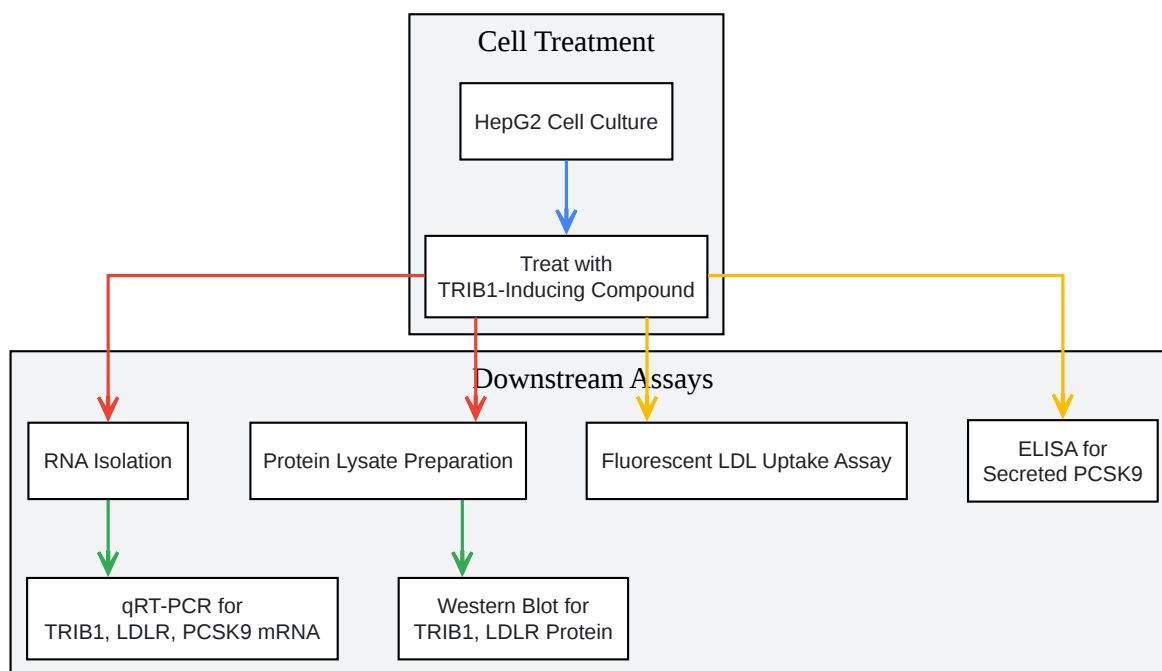 Cell Treatment
HepG2 Cell Culture
Treat with
TRIB1-Inducing Compound
Downstream Assays
RNA Isolation
Protein Lysate Preparation
Fluorescent LDL Uptake Assay
ELISA for
Secreted PCSK9
qRT-PCR for
TRIB1, LDLR, PCSK9 mRNA
Western Blot for
TRIB1, LDLR Protein